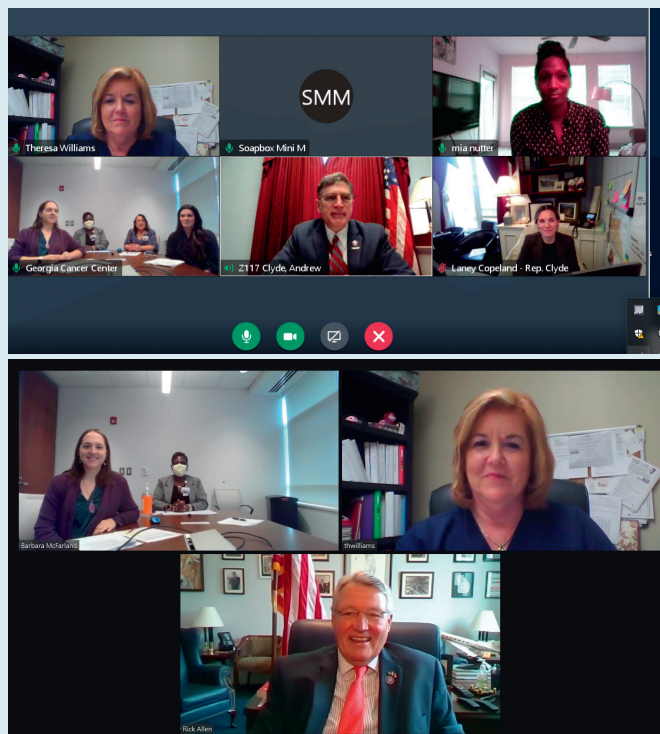 SMM
Theresa Williams
Soapbox Mini M
mia nutter
Georgia Cancer Center
Z117 Clyde, Andrew
Laney Copeland - Rep. Clyde
Barbara McFarland
thwilliams
Rick Allen